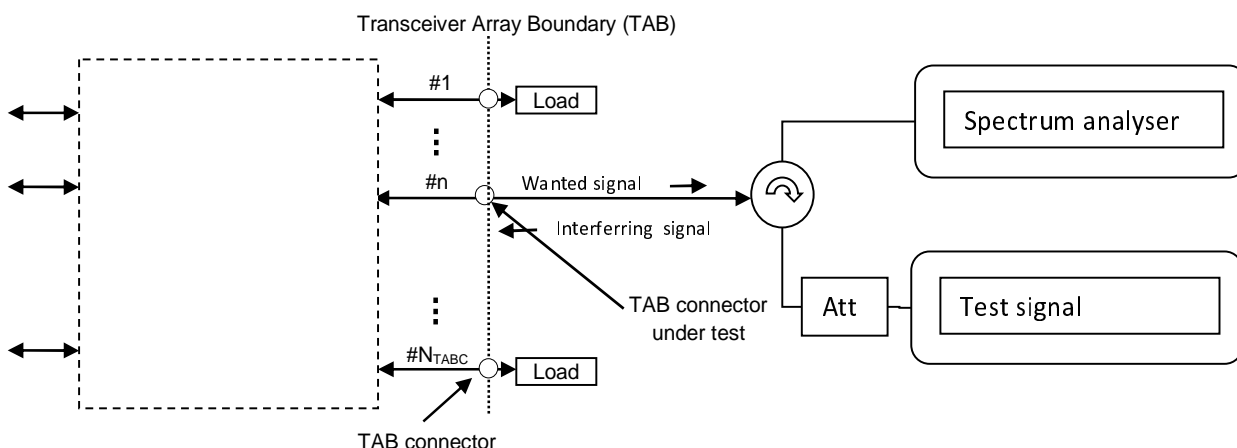 Transceiver Array Boundary (TAB)
#1
Load
Spectrum analyser
#n
Wanted signal
Interferring signal
TAB connector
under test
Att
Test signal
#NTABC
Load
TAB connector